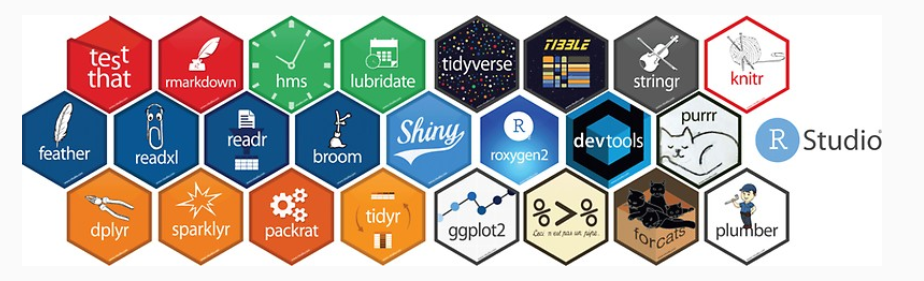 test
that
rmarkdown
hms
lubridate
tidyverse
TIBBLE
stringr
knitr
feather
readxl
readr
broom
Shiny
R
roxygen2
devtools
purrr
R Studio
dplyr
sparklyr
packrat
tidyr
ggplot2
%>%
Ceci n'est pas un pipe.
forcats
plumber